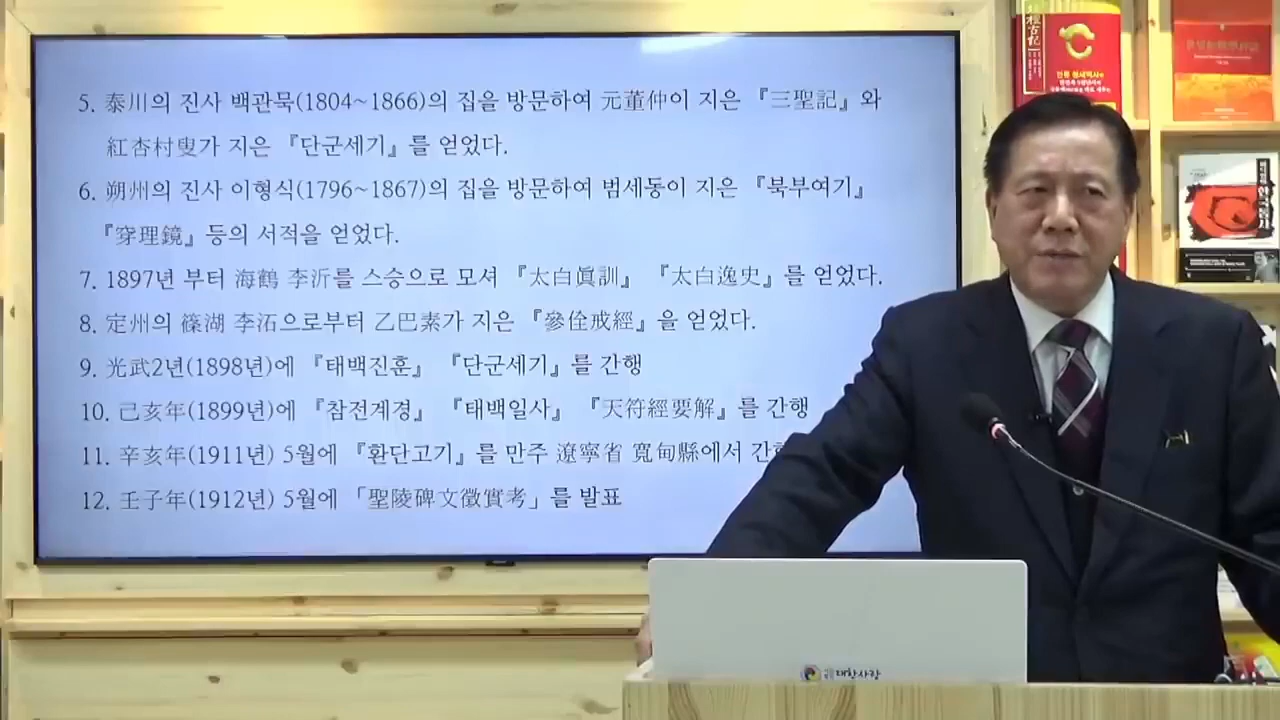 5. 泰川의 진사 백관묵(1804~1866)의 집을 방문하여 元董仲이 지은 『三聖記』와
紅杏村叟가 지은 『단군세기』를 얻었다.
6. 朔州의 진사 이형식(1796~1867)의 집을 방문하여 범세동이 지은 『북부여기』
『穿理鏡』 등의 서적을 얻었다.
7. 1897년 부터 海鶴 李沂를 스승으로 모셔 『太白眞訓』 『太白逸史』를 얻었다.
8. 定州의 篠湖 李沰으로부터 乙巴素가 지은 『參佺戒經』을 얻었다.
9. 光武2년(1898년)에 『태백진훈』 『단군세기』를 간행
10. 己亥年(1899년)에 『참전계경』 『태백일사』 『天符經要解』를 간행
11. 辛亥年(1911년) 5월에 『환단고기』를 만주 遼寧省 寬甸縣에서
12. 壬子年(1912년) 5월에 「聖陵碑文徵實考」를 발표
대한사랑